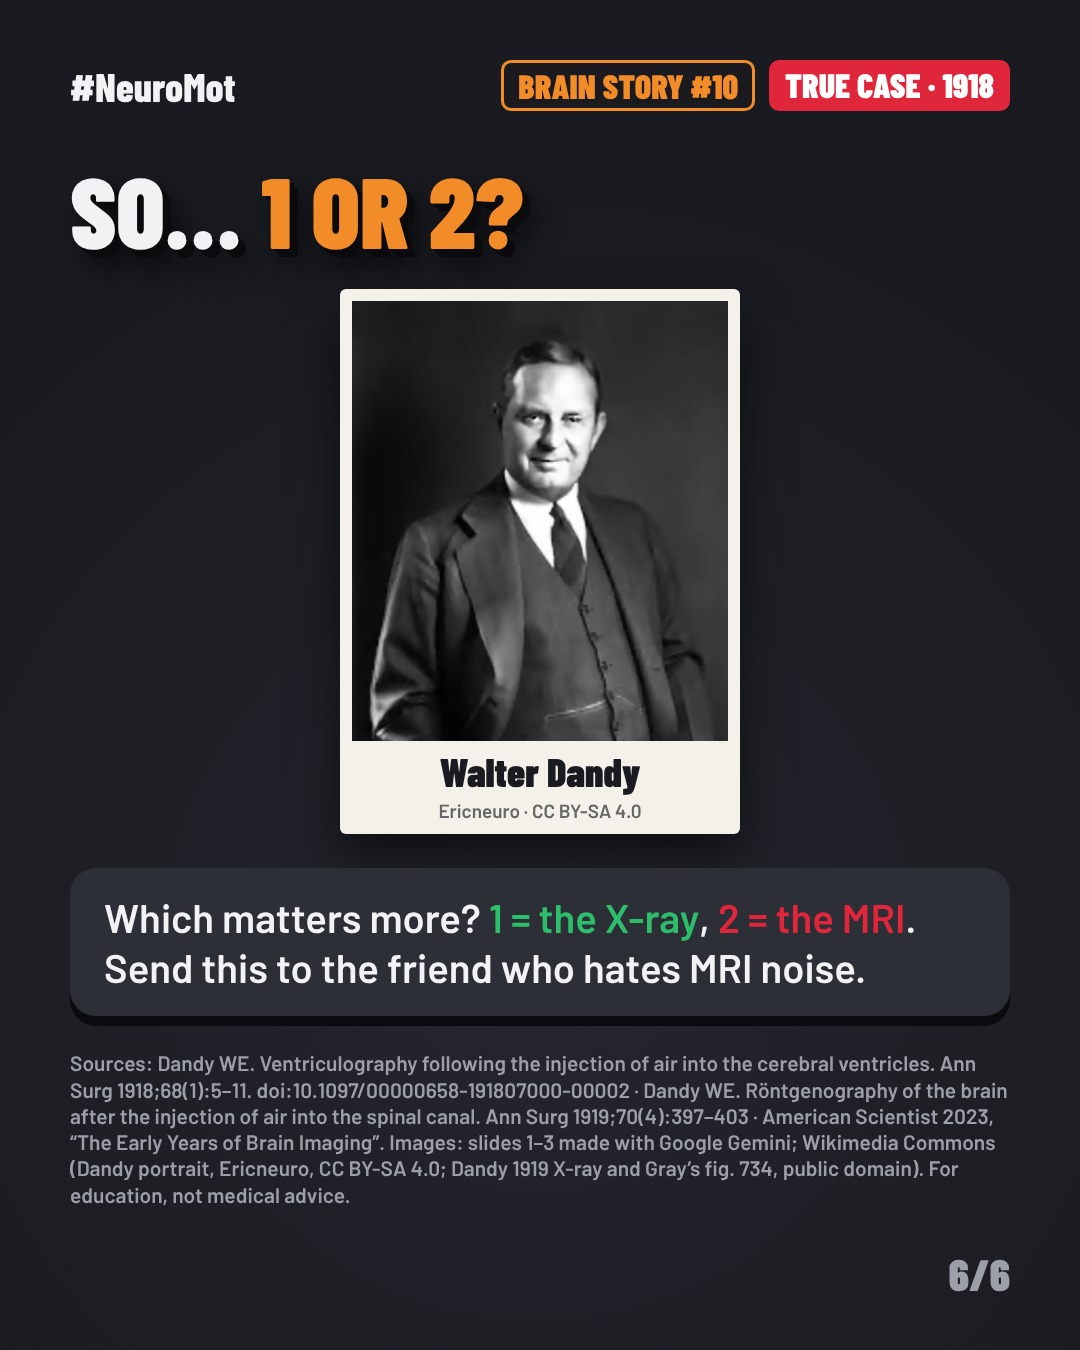 #NeuroMot
BRAIN STORY #10
TRUE CASE · 1918
SO... 1 OR 2?
Walter Dandy
Ericneuro · CC BY-SA 4.0
Which matters more? 1 = the X-ray, 2 = the MRI.
Send this to the friend who hates MRI noise.
Sources: Dandy WE. Ventriculography following the injection of air into the cerebral ventricles. Ann
Surg 1918;68(1):5–11. doi:10.1097/00000658-191807000-00002 · Dandy WE. Röntgenography of the brain
after the injection of air into the spinal canal. Ann Surg 1919;70(4):397–403 · American Scientist 2023,
“The Early Years of Brain Imaging”. Images: slides 1–3 made with Google Gemini; Wikimedia Commons
(Dandy portrait, Ericneuro, CC BY-SA 4.0; Dandy 1919 X-ray and Gray’s fig. 734, public domain). For
education, not medical advice.
6/6